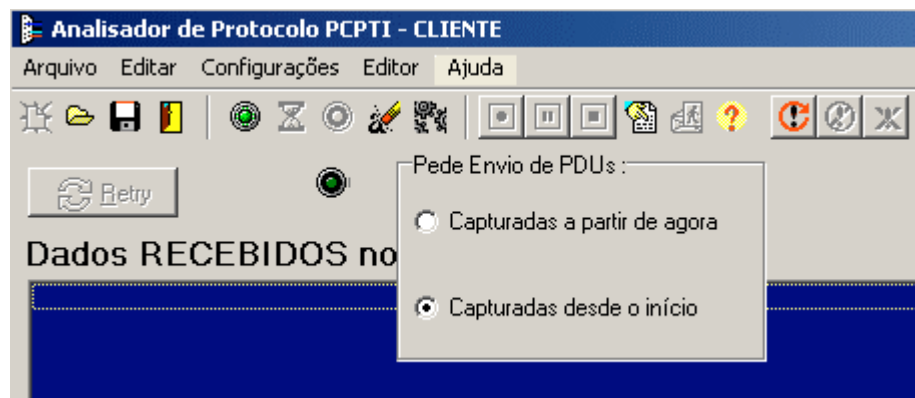 Analisador de Protocolo PCPTI - CLIENTE
Arquivo Editar Configurações Editor Ajuda
Retry
Pede Envio de PDUs :
Capturadas a partir de agora
Dados RECEBIDOS no
Capturadas desde o início